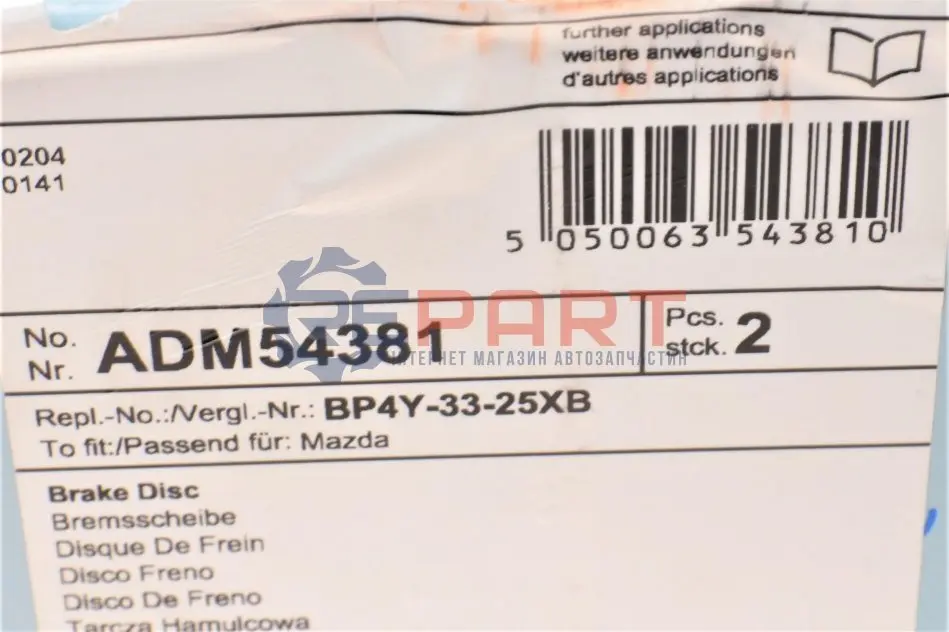 further applications
weitere anwendungen
d'autres applications
0204
0141
5 050063 543810
REPART
ИНТЕРНЕТ МАГАЗИН АВТОЗАПЧАСТИН
No.
Nr. ADM54381
Pcs.
stck. 2
Repl.-No.:/Vergl.-Nr.: BP4Y-33-25XB
To fit:/Passend für: Mazda
Brake Disc
Bremsscheibe
Disque De Frein
Disco Freno
Disco De Freno
Tarcza Hamulcowa